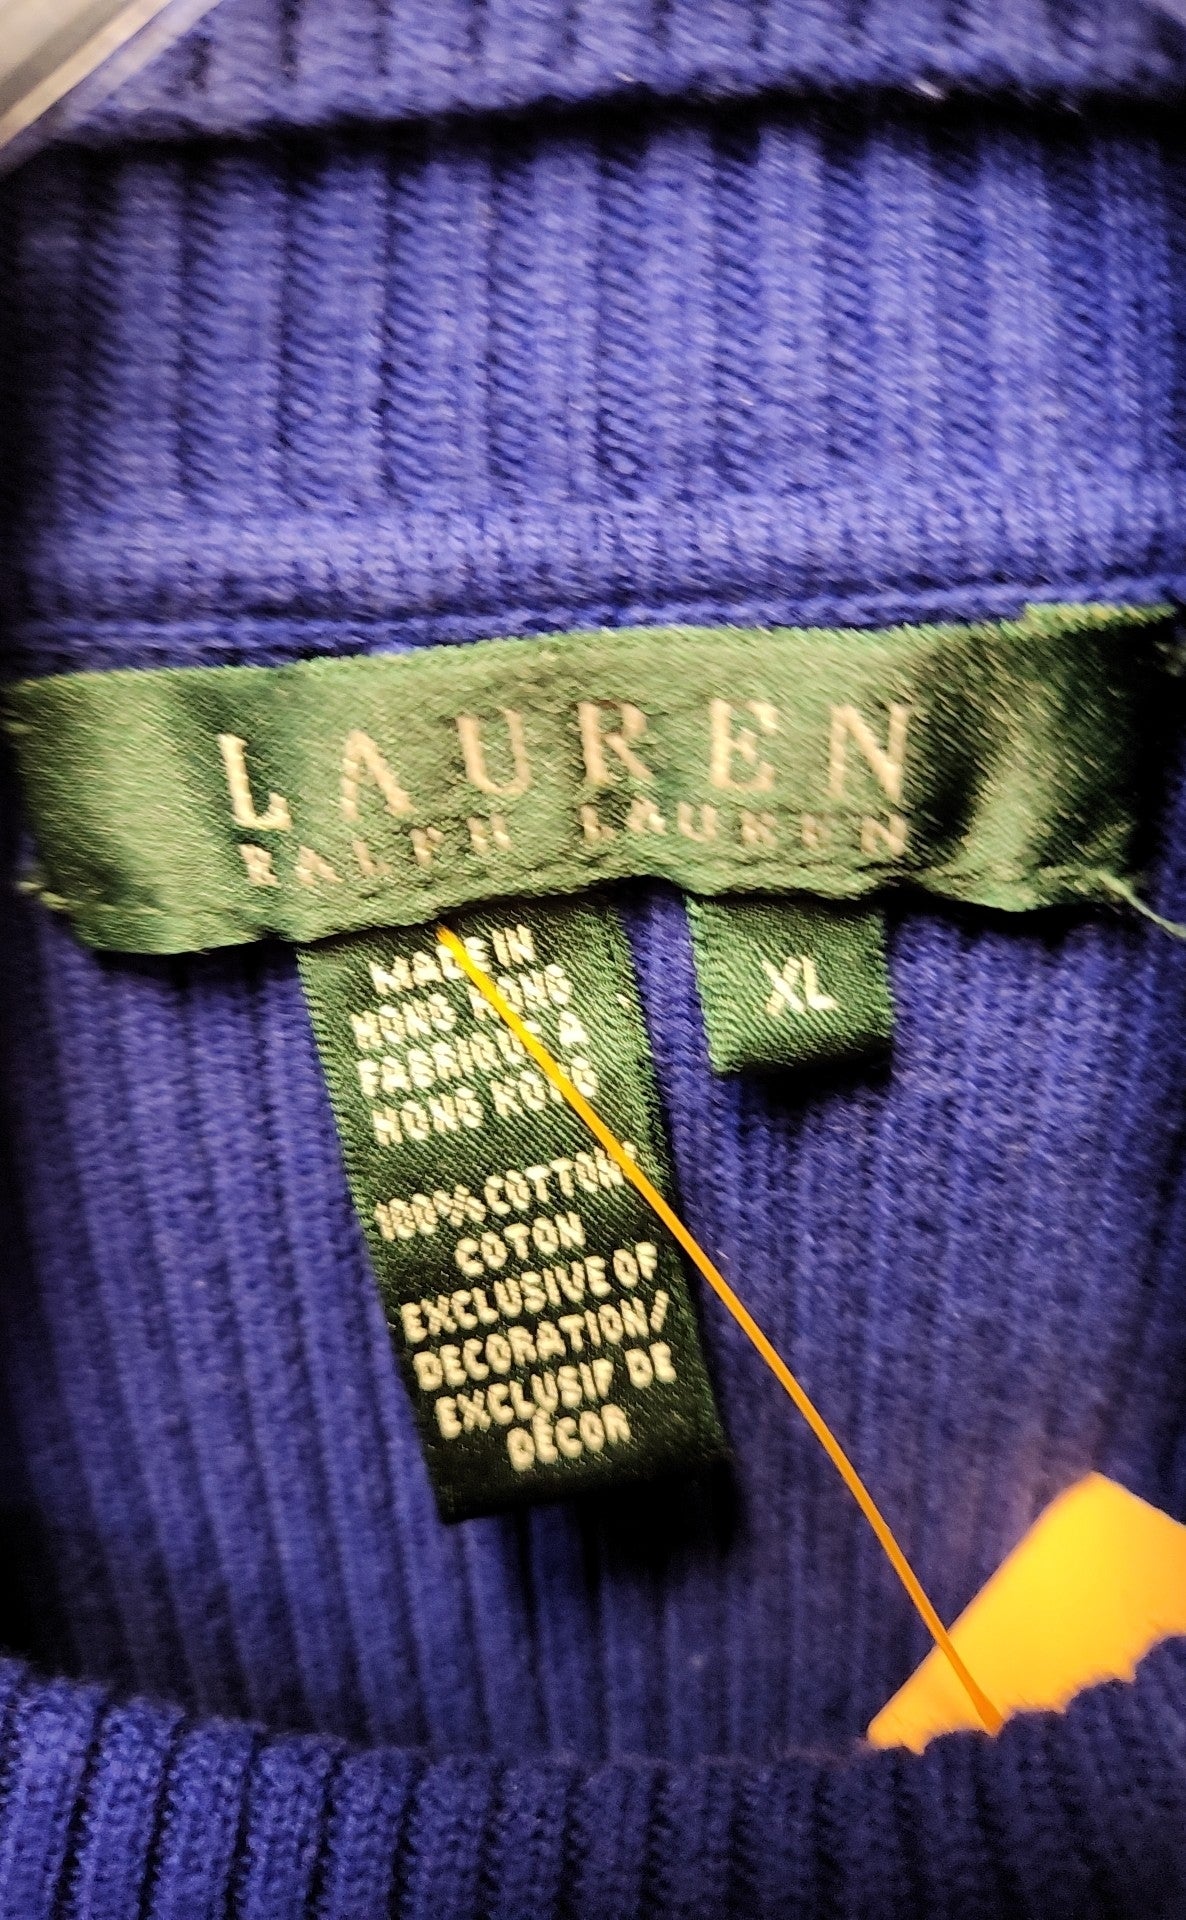 LAUREN
RALPH LAUREN
MADE IN
HONG KONG
FABRIQUÉ À
HONG KONG
100% COTTON/
COTON
EXCLUSIVE OF
DECORATION/
EXCLUSIF DE
DÉCOR
XL